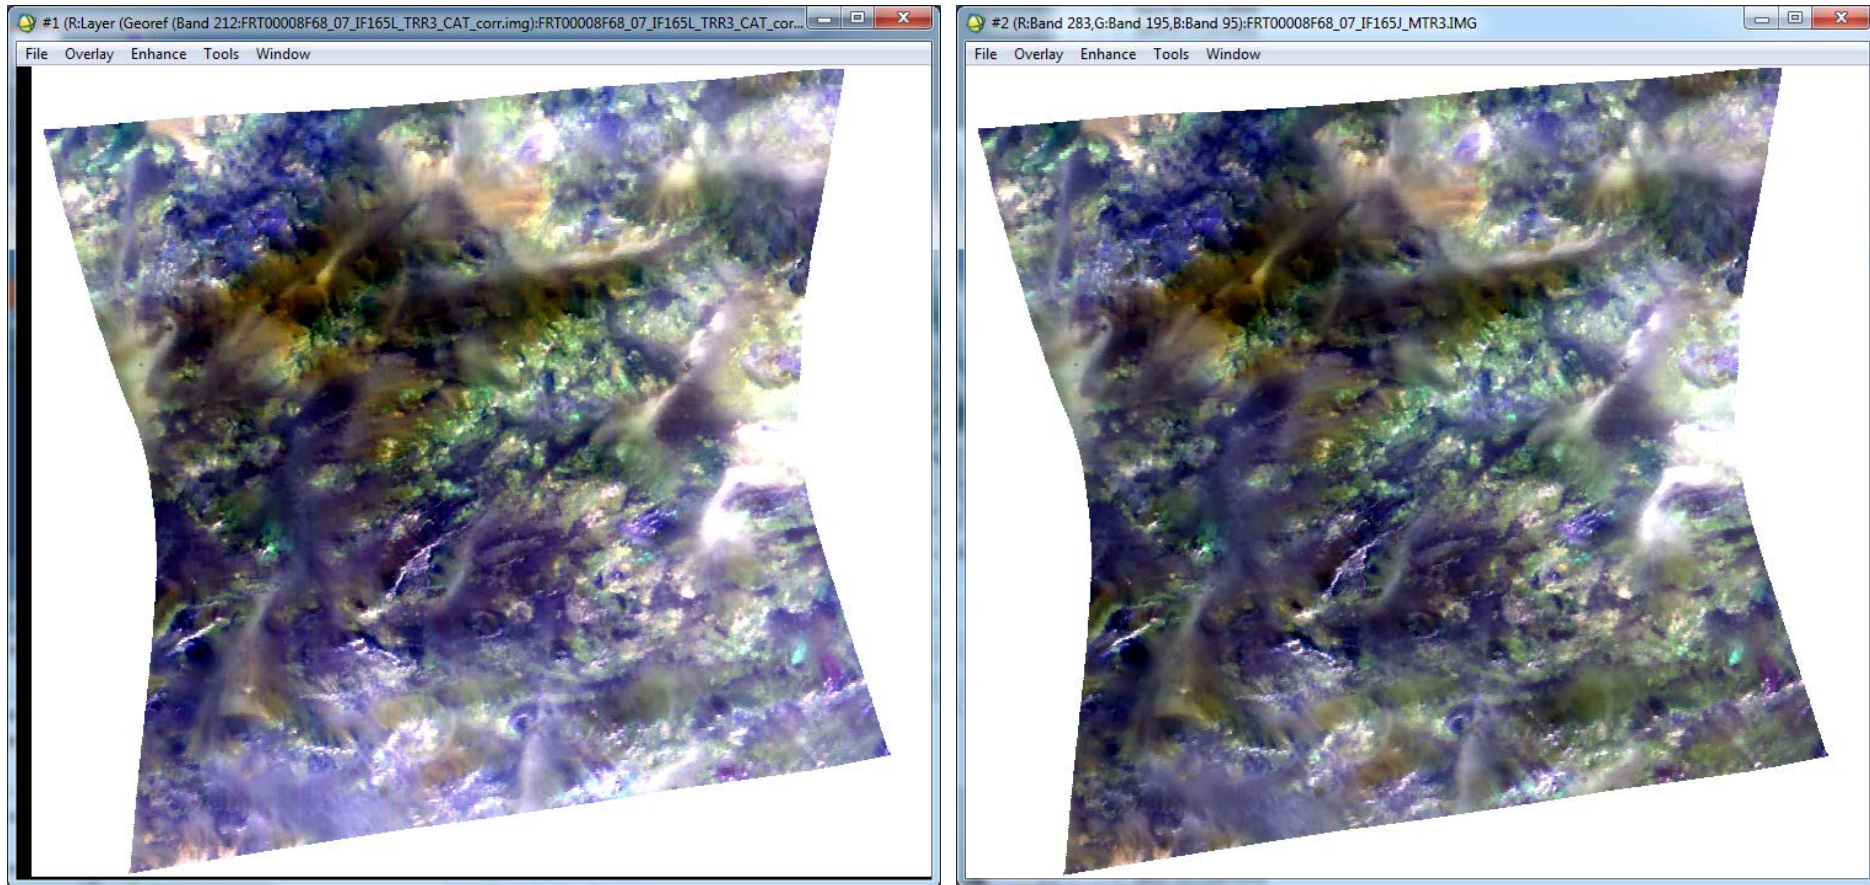 #1 (R:Layer (Georef (Band 212:FRT00008F68_07_IF165L_TRR3_CAT_corr.img):FRT00008F68_07_IF165L_TRR3_CAT_cor...
File Overlay Enhance Tools Window
#2 (R:Band 283,G:Band 195,B:Band 95):FRT00008F68_07_IF165J_MTR3.IMG
File Overlay Enhance Tools Window